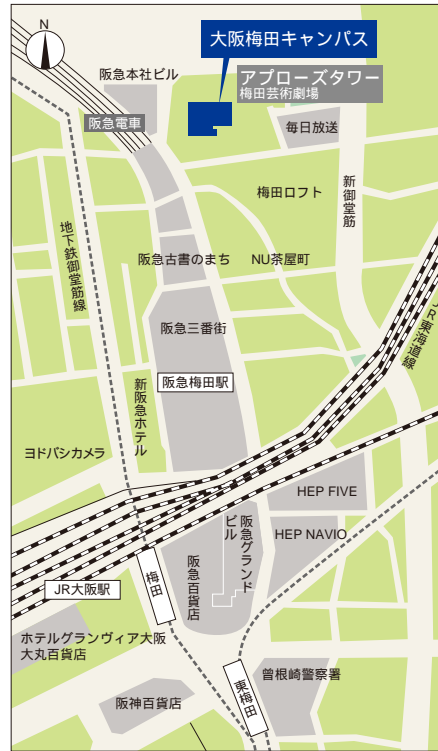 N
大阪梅田キャンパス
阪急本社ビル
アプローズタワー
梅田芸術劇場
阪急電車
毎日放送
梅田ロフト
新御堂筋
地下鉄御堂筋線
阪急古書のまち
NU茶屋町
JR東海道線
阪急三番街
阪急梅田駅
新阪急ホテル
ヨドバシカメラ
HEP FIVE
阪急グランド
ビル
HEP NAVIO
梅田
阪急百貨店
JR大阪駅
ホテルグランヴィア大阪
大丸百貨店
東梅田
曽根崎警察署
阪神百貨店